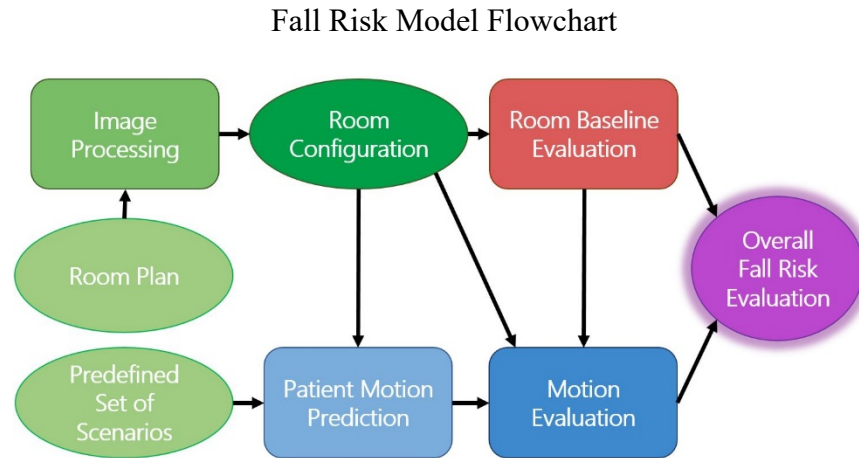 Fall Risk Model Flowchart
Image
Processing
Room
Configuration
Room Baseline
Evaluation
Room Plan
Overall
Fall Risk
Evaluation
Predefined
Set of
Scenarios
Patient Motion
Prediction
Motion
Evaluation